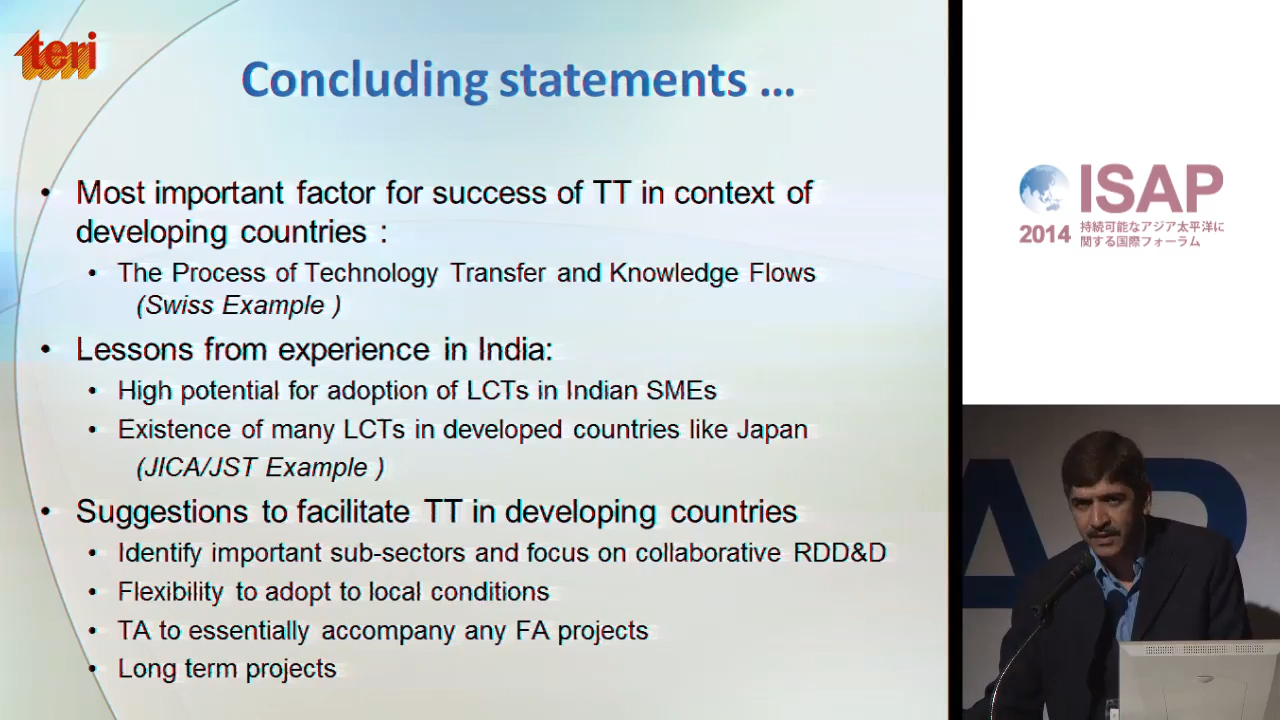 teri
Concluding statements ...
• Most important factor for success of TT in context of
developing countries :
• The Process of Technology Transfer and Knowledge Flows
(Swiss Example )
• Lessons from experience in India:
• High potential for adoption of LCTs in Indian SMEs
• Existence of many LCTs in developed countries like Japan
(JICA/JST Example )
• Suggestions to facilitate TT in developing countries
• Identify important sub-sectors and focus on collaborative RDD&D
• Flexibility to adopt to local conditions
• TA to essentially accompany any FA projects
• Long term projects
ISAP
2014 持続可能なアジア太平洋に
関する国際フォーラム
AP